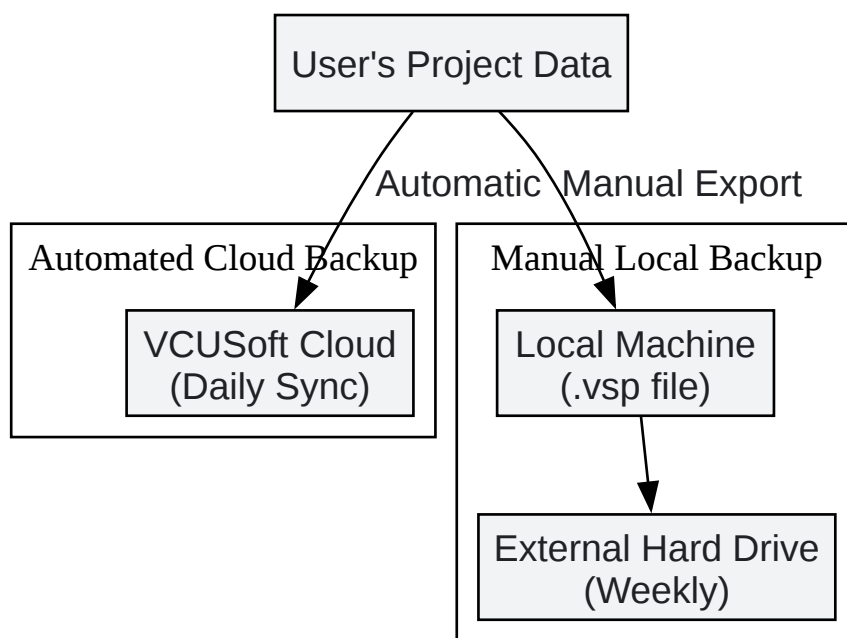 User's Project Data
Automatic
Manual Export
Automated Cloud Backup
Manual Local Backup
VCUSoft Cloud
(Daily Sync)
Local Machine
(.vsp file)
External Hard Drive
(Weekly)